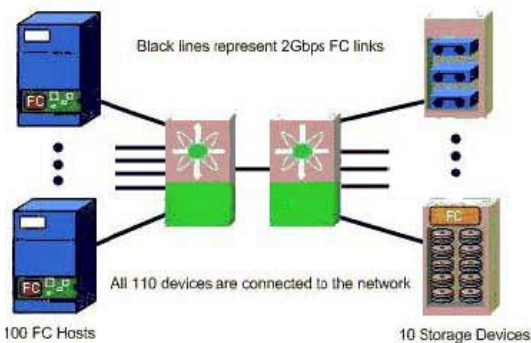 Black lines represent 2Gbps FC links
FC
FC
FC
All 110 devices are connected to the network
100 FC Hosts
10 Storage Devices